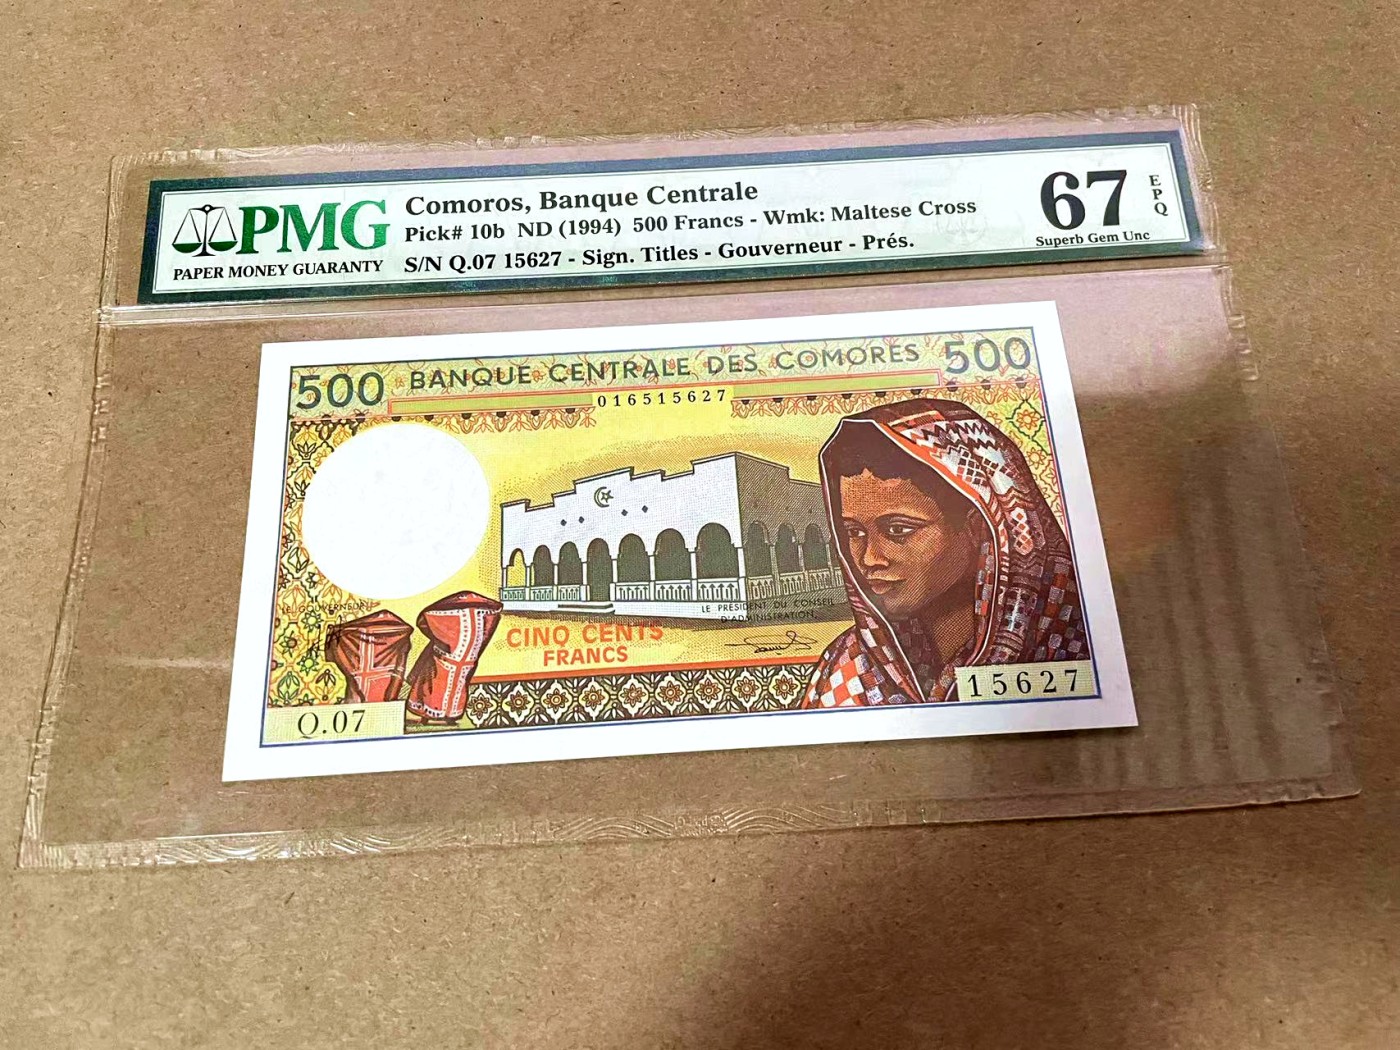 PMG
PAPER MONEY GUARANTY
Comoros, Banque Centrale
Pick# 10b ND (1994) 500 Francs - Wmk: Maltese Cross
S/N Q.07 15627 - Sign. Titles - Gouverneur - Prés.
67
EPQ
Superb Gem Unc
500 BANQUE CENTRALE DES COMORES 500
016515627
LE GOUVERNEUR
LE PRÉSIDENT DU CONSEIL
D'ADMINISTRATION,
CINQ CENTS
FRANCS
Q.07
15627